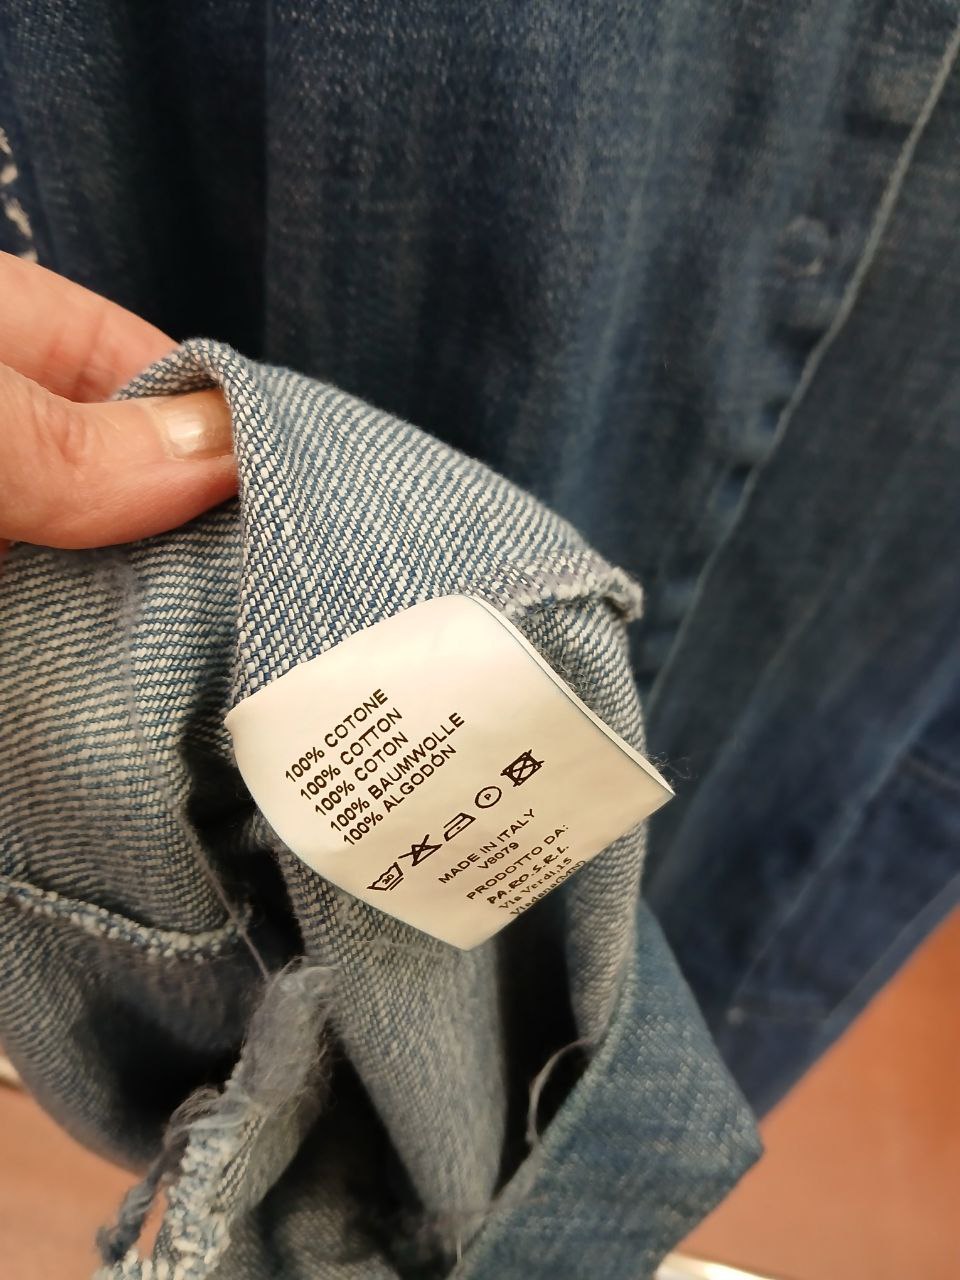 100% COTONE
100% COTTON
100% COTON
100% BAUMWOLLE
100% ALGODÓN
30 P
MADE IN ITALY
V8079
PRODOTTO DA:
PA.RO.S.R.L.
Via Verdi,15